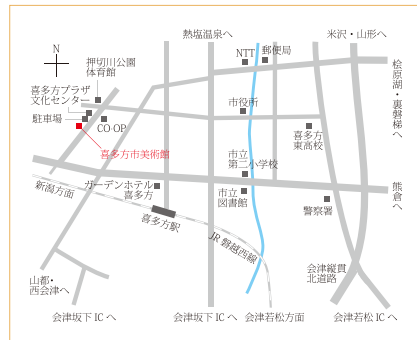 熱塩温泉へ
米沢・山形へ
N
押切川公園
体育館
NTT
郵便局
桧原湖・裏磐梯へ
喜多方プラザ
文化センター
市役所
駐車場
CO·OP
喜多方
東高校
喜多方市美術館
市立
第二小学校
新潟方面
ガーデンホテル
喜多方
市立
図書館
熊倉へ
警察署
喜多方駅
JR 磐越西線
山都・
西会津へ
会津縦貫
北道路
会津坂下 IC へ
会津坂下 IC へ
会津若松方面
会津若松 IC へ